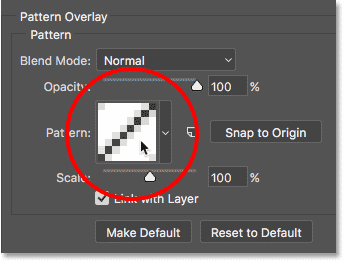 Pattern Overlay
Pattern
Blend Mode: Normal
Opacity: 100 %
Pattern: Snap to Origin
Scale: 100 %
Link with Layer
Make Default Reset to Default